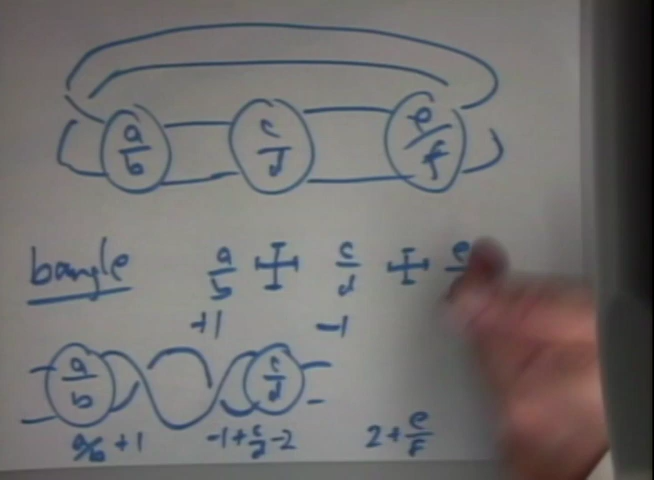 a/b c/d e/f
bangle a/b + c/d + e
+1 -1
a/b c/d
a/b +1 -1+c/d-2 2+e/f